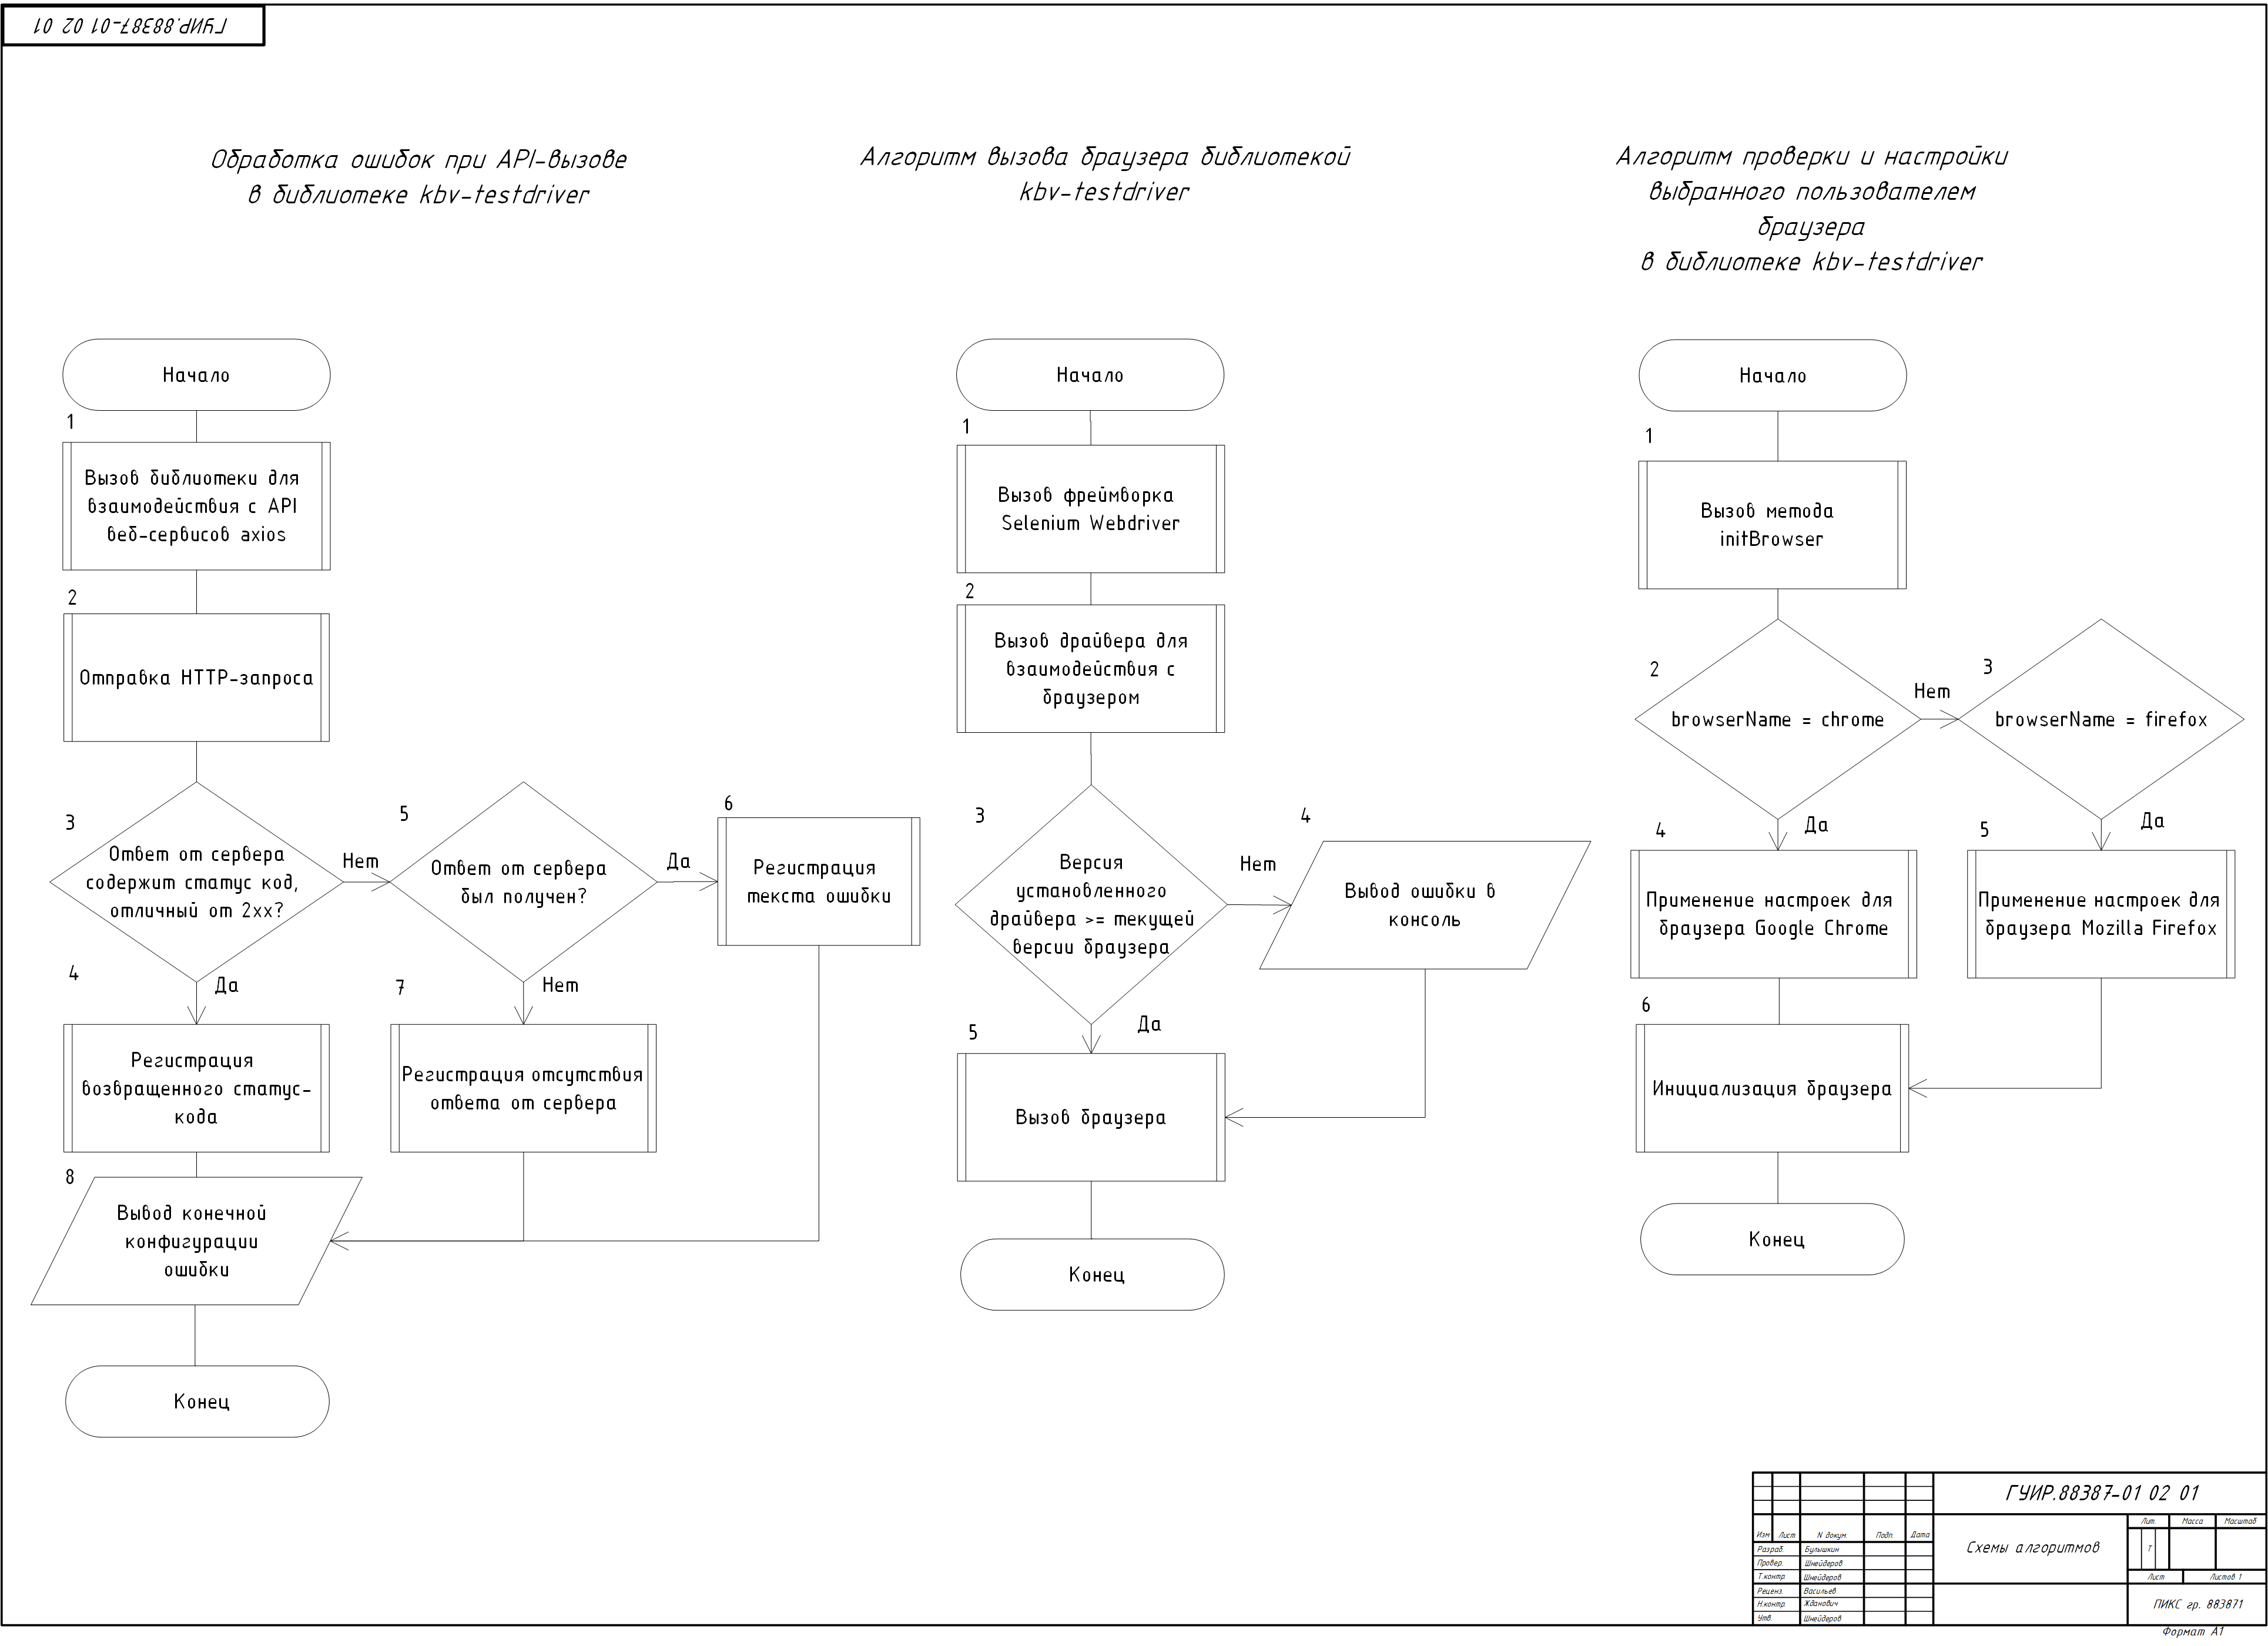 ГУИР.88387-01 02 01
Обработка ошибок при API-вызове
в библиотеке kbv-testdriver
Начало
1
Вызов библиотеки для
взаимодействия с API
веб-сервисов axios
2
Отправка HTTP-запроса
3
Ответ от сервера
содержит статус код,
отличный от 2xx?
Нет
Да
5
Ответ от сервера
был получен?
Да
Нет
6
Регистрация
текста ошибки
4
Регистрация
возвращенного статус-
кода
7
Регистрация отсутствия
ответа от сервера
8
Вывод конечной
конфигурации
ошибки
Конец
Алгоритм вызова браузера библиотекой
kbv-testdriver
Начало
1
Вызов фреймворка
Selenium Webdriver
2
Вызов драйвера для
взаимодействия с
браузером
3
Версия
установленного
драйвера >= текущей
версии браузера
Нет
Да
4
Вывод ошибки в
консоль
5
Вызов браузера
Конец
Алгоритм проверки и настройки
выбранного пользователем
браузера
в библиотеке kbv-testdriver
Начало
1
Вызов метода
initBrowser
2
browserName = chrome
Нет
3
browserName = firefox
Да
Да
4
Применение настроек для
браузера Google Chrome
5
Применение настроек для
браузера Mozilla Firefox
6
Инициализация браузера
Конец
ГУИР.88387-01 02 01
Изм Лист N докум. Подп. Дата
Разраб. Булышкин
Провер. Шнейдеров
Т.контр. Шнейдеров
Реценз. Васильев
Н.контр. Жданович
Утв. Шнейдеров
Схемы алгоритмов
Лит. Масса Масштаб
Т
Лист Листов 1
ПИКС гр. 883871
Формат А1